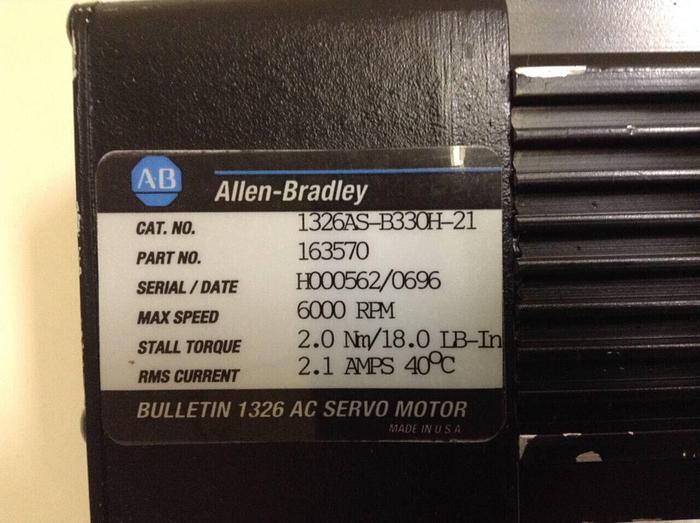 AB Allen-Bradley
CAT. NO. 1326AS-B330H-21
PART NO. 163570
SERIAL / DATE H000562/0696
MAX SPEED 6000 RPM
STALL TORQUE 2.0 Nm/18.0 LB-In
RMS CURRENT 2.1 AMPS 40°C
BULLETIN 1326 AC SERVO MOTOR
MADE IN U S A